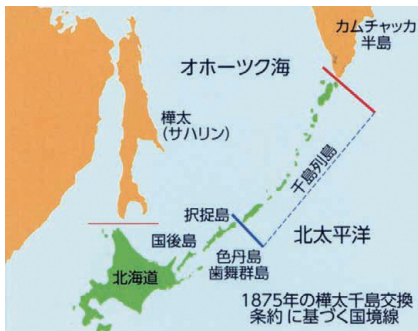 カムチャッカ
半島
オホーツク海
樺太
(サハリン)
千島列島
択捉島
国後島
北太平洋
色丹島
歯舞群島
北海道
1875年の樺太千島交換
条約に基づく国境線